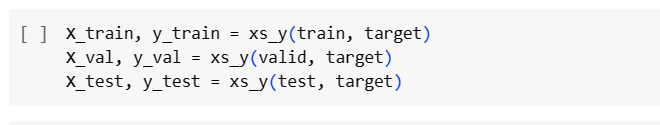 [ ] X_train, y_train = xs_y(train, target)
X_val, y_val = xs_y(valid, target)
X_test, y_test = xs_y(test, target)